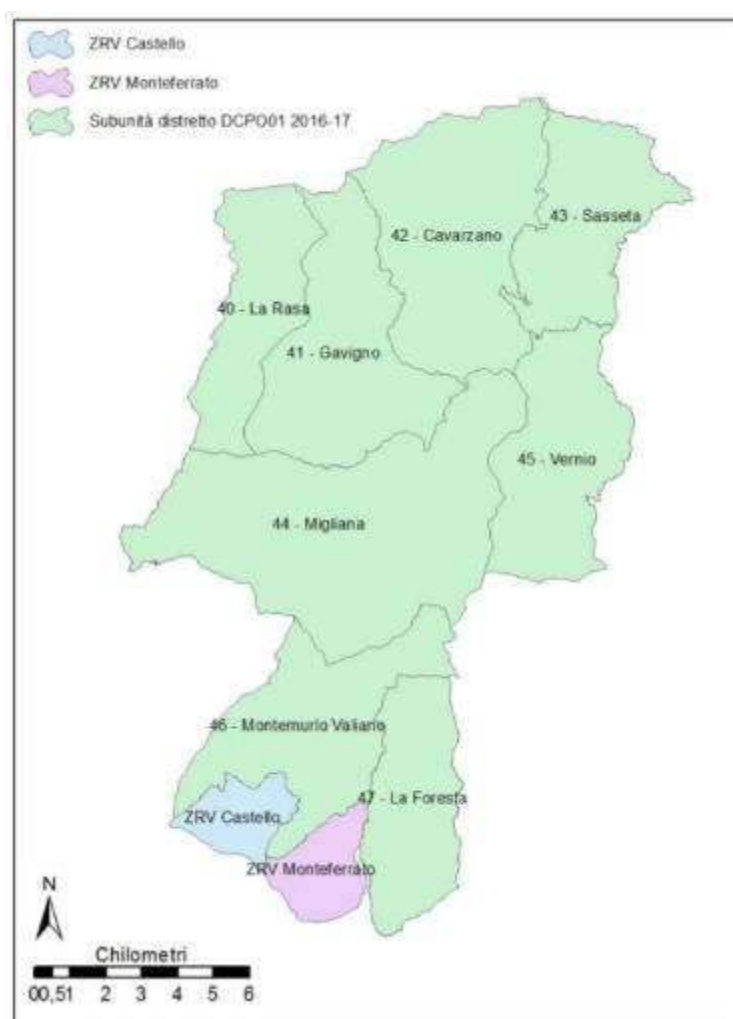 ZRV Castello
ZRV Monteferrato
Subunità distretto DCPO01 2016-17
42 - Cavarzano
43 - Sasseta
40 - La Rasa
41 - Gavigno
45 - Vernio
44 - Migliana
46 - Montemurlo Valiano
47 - La Foresta
ZRV Castello
ZRV Monteferrato
N
Chilometri
00,51 2 3 4 5 6